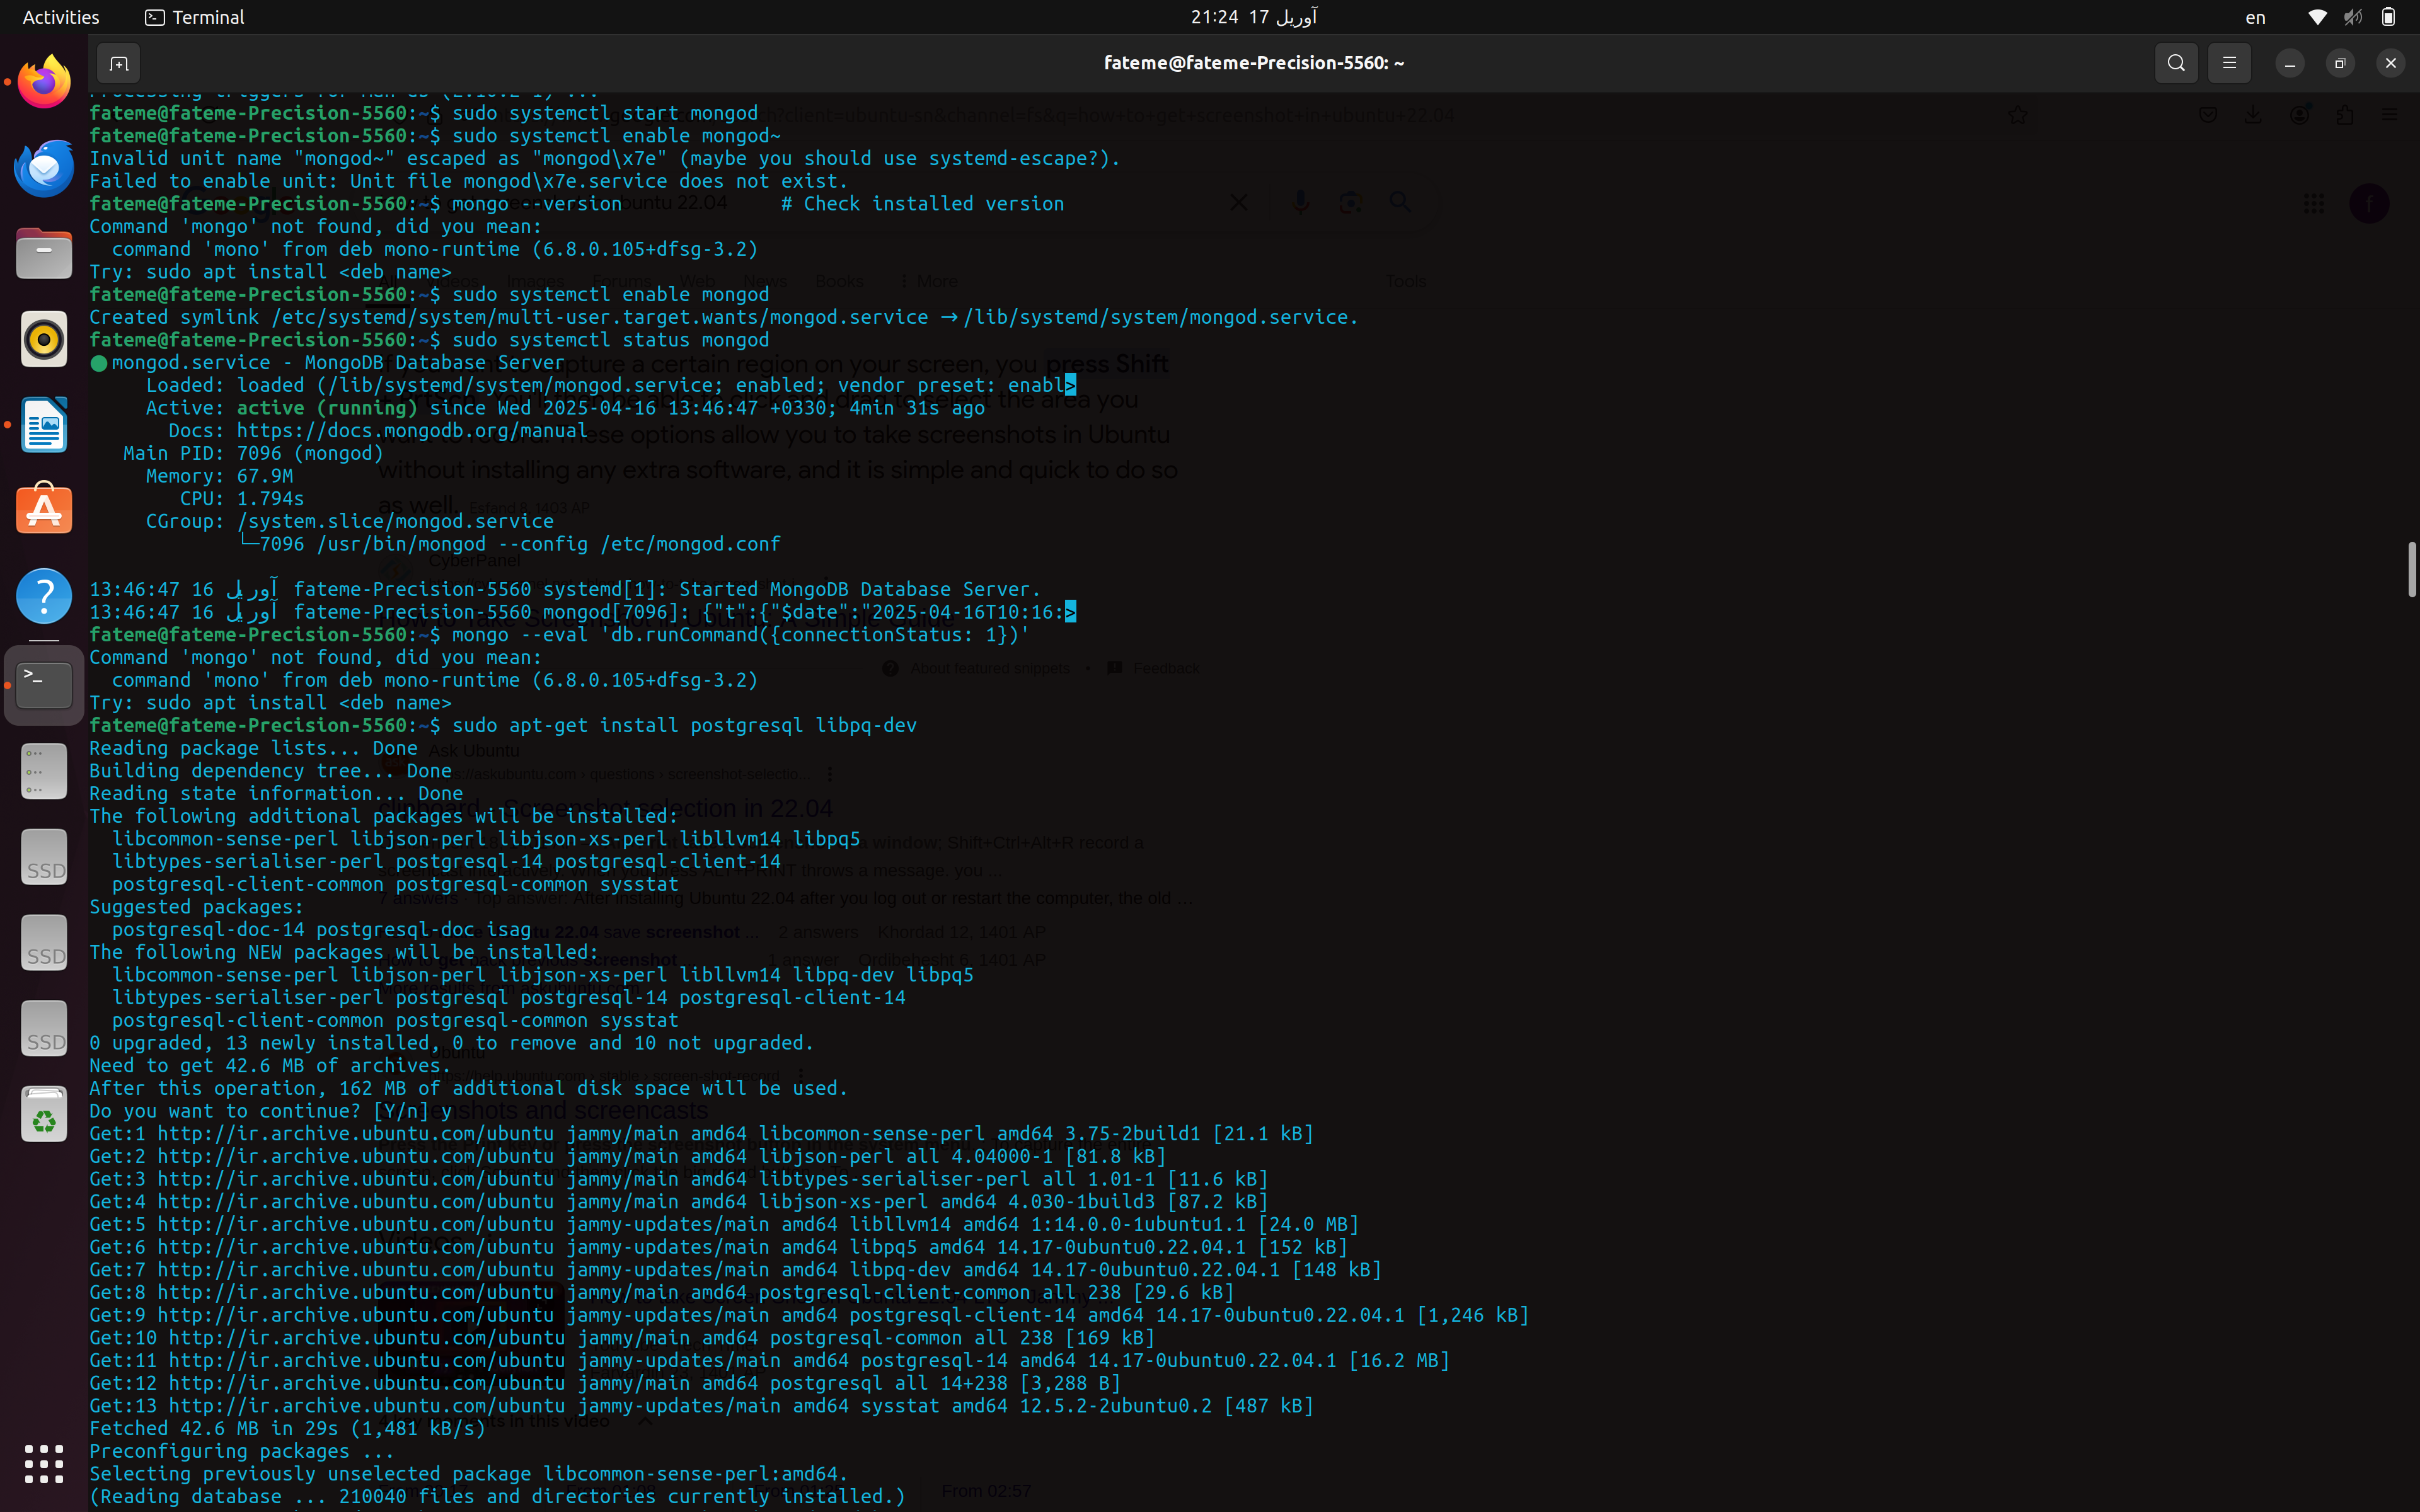 Activities Terminal 21:24 17 آوریل en
fateme@fateme-Precision-5560: ~
fateme@fateme-Precision-5560:~$ sudo systemctl start mongod
fateme@fateme-Precision-5560:~$ sudo systemctl enable mongod~
Invalid unit name "mongod~" escaped as "mongod\x7e" (maybe you should use systemd-escape?).
Failed to enable unit: Unit file mongod\x7e.service does not exist.
fateme@fateme-Precision-5560:~$ mongo --version              # Check installed version
Command 'mongo' not found, did you mean:
  command 'mono' from deb mono-runtime (6.8.0.105+dfsg-3.2)
Try: sudo apt install <deb name>
fateme@fateme-Precision-5560:~$ sudo systemctl enable mongod
Created symlink /etc/systemd/system/multi-user.target.wants/mongod.service → /lib/systemd/system/mongod.service.
fateme@fateme-Precision-5560:~$ sudo systemctl status mongod
● mongod.service - MongoDB Database Server
     Loaded: loaded (/lib/systemd/system/mongod.service; enabled; vendor preset: enabl>
     Active: active (running) since Wed 2025-04-16 13:46:47 +0330; 4min 31s ago
       Docs: https://docs.mongodb.org/manual
   Main PID: 7096 (mongod)
     Memory: 67.9M
        CPU: 1.794s
     CGroup: /system.slice/mongod.service
             └─7096 /usr/bin/mongod --config /etc/mongod.conf
13:46:47 16 آوریل fateme-Precision-5560 systemd[1]: Started MongoDB Database Server.
13:46:47 16 آوریل fateme-Precision-5560 mongod[7096]: {"t":{"$date":"2025-04-16T10:16:>
fateme@fateme-Precision-5560:~$ mongo --eval 'db.runCommand({connectionStatus: 1})'
Command 'mongo' not found, did you mean:
  command 'mono' from deb mono-runtime (6.8.0.105+dfsg-3.2)
Try: sudo apt install <deb name>
fateme@fateme-Precision-5560:~$ sudo apt-get install postgresql libpq-dev
Reading package lists... Done
Building dependency tree... Done
Reading state information... Done
The following additional packages will be installed:
  libcommon-sense-perl libjson-perl libjson-xs-perl libllvm14 libpq5
  libtypes-serialiser-perl postgresql-14 postgresql-client-14
  postgresql-client-common postgresql-common sysstat
Suggested packages:
  postgresql-doc-14 postgresql-doc isag
The following NEW packages will be installed:
  libcommon-sense-perl libjson-perl libjson-xs-perl libllvm14 libpq-dev libpq5
  libtypes-serialiser-perl postgresql postgresql-14 postgresql-client-14
  postgresql-client-common postgresql-common sysstat
0 upgraded, 13 newly installed, 0 to remove and 10 not upgraded.
Need to get 42.6 MB of archives.
After this operation, 162 MB of additional disk space will be used.
Do you want to continue? [Y/n] y
Get:1 http://ir.archive.ubuntu.com/ubuntu jammy/main amd64 libcommon-sense-perl amd64 3.75-2build1 [21.1 kB]
Get:2 http://ir.archive.ubuntu.com/ubuntu jammy/main amd64 libjson-perl all 4.04000-1 [81.8 kB]
Get:3 http://ir.archive.ubuntu.com/ubuntu jammy/main amd64 libtypes-serialiser-perl all 1.01-1 [11.6 kB]
Get:4 http://ir.archive.ubuntu.com/ubuntu jammy/main amd64 libjson-xs-perl amd64 4.030-1build3 [87.2 kB]
Get:5 http://ir.archive.ubuntu.com/ubuntu jammy-updates/main amd64 libllvm14 amd64 1:14.0.0-1ubuntu1.1 [24.0 MB]
Get:6 http://ir.archive.ubuntu.com/ubuntu jammy-updates/main amd64 libpq5 amd64 14.17-0ubuntu0.22.04.1 [152 kB]
Get:7 http://ir.archive.ubuntu.com/ubuntu jammy-updates/main amd64 libpq-dev amd64 14.17-0ubuntu0.22.04.1 [148 kB]
Get:8 http://ir.archive.ubuntu.com/ubuntu jammy/main amd64 postgresql-client-common all 238 [29.6 kB]
Get:9 http://ir.archive.ubuntu.com/ubuntu jammy-updates/main amd64 postgresql-client-14 amd64 14.17-0ubuntu0.22.04.1 [1,246 kB]
Get:10 http://ir.archive.ubuntu.com/ubuntu jammy/main amd64 postgresql-common all 238 [169 kB]
Get:11 http://ir.archive.ubuntu.com/ubuntu jammy-updates/main amd64 postgresql-14 amd64 14.17-0ubuntu0.22.04.1 [16.2 MB]
Get:12 http://ir.archive.ubuntu.com/ubuntu jammy/main amd64 postgresql all 14+238 [3,288 B]
Get:13 http://ir.archive.ubuntu.com/ubuntu jammy-updates/main amd64 sysstat amd64 12.5.2-2ubuntu0.2 [487 kB]
Fetched 42.6 MB in 29s (1,481 kB/s)
Preconfiguring packages ...
Selecting previously unselected package libcommon-sense-perl:amd64.
(Reading database ... 210040 files and directories currently installed.)